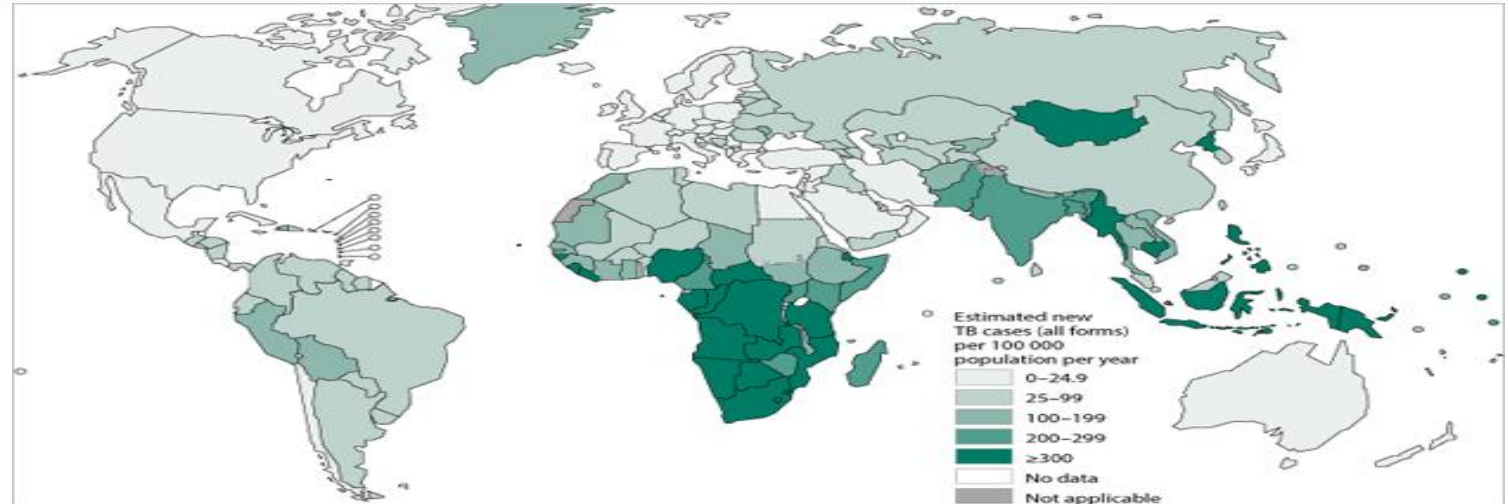 Estimated new
TB cases (all forms)
per 100 000
population per year
0–24.9
25–99
100–199
200–299
≥300
No data
Not applicable